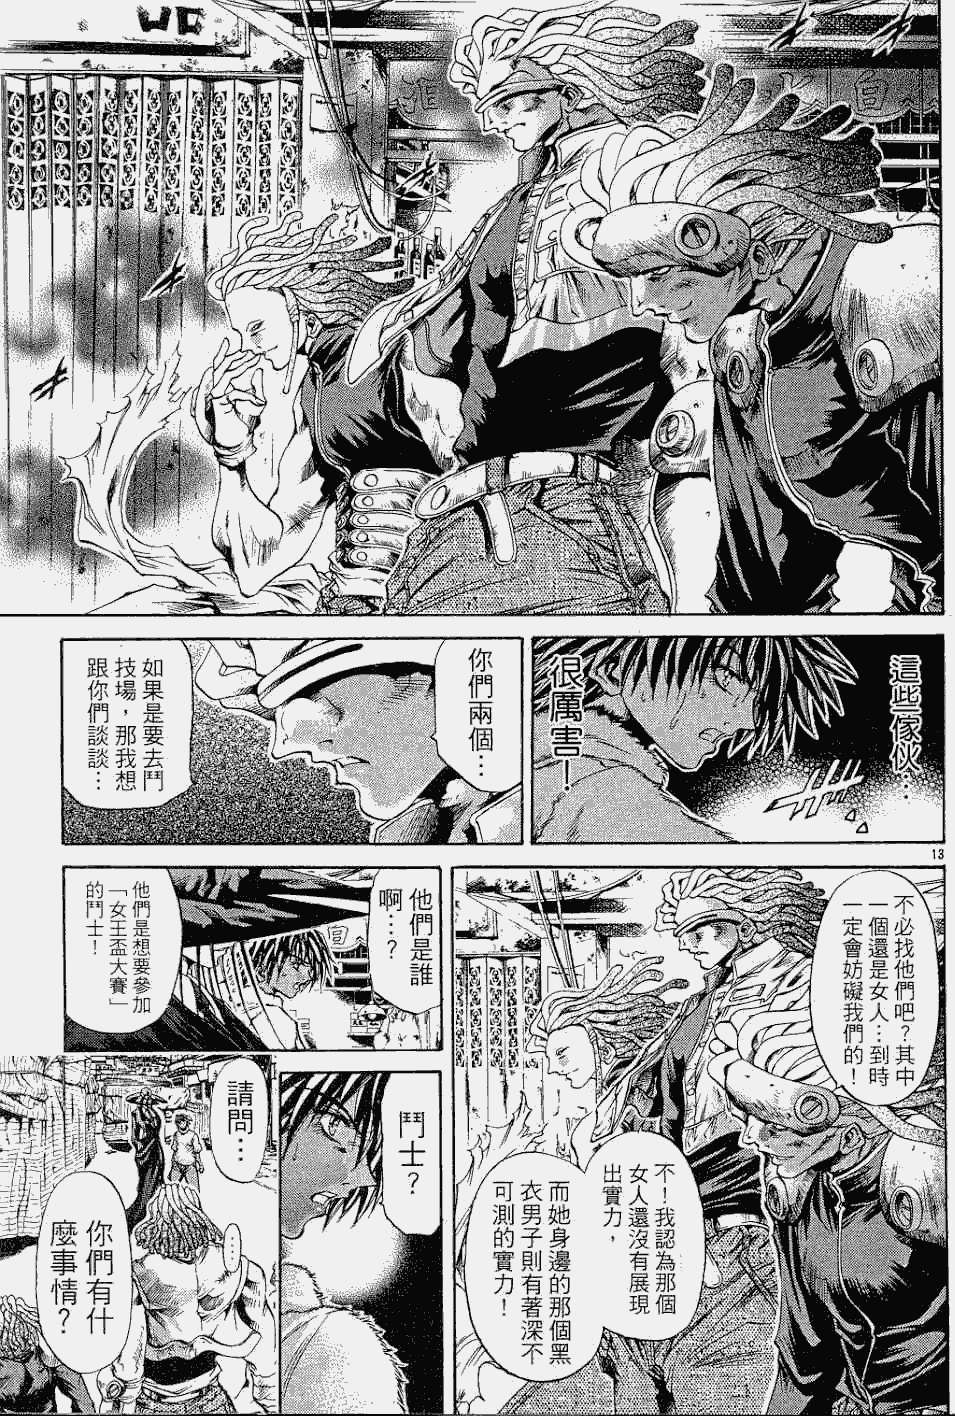 這些傢伙…
很厲害！
你們兩個…
如果是要去鬥
技場，那我想
跟你們談談…
13
不必找他們吧？其中
一個還是女人…到時
一定會妨礙我們的！
不！我認為那個
女人還沒有展現
出實力，
而她身邊的那個黑
衣男子則有著深不
可測的實力！
他們是誰
啊…？
他們是想要參加
「女王盃大賽」
的鬥士！
鬥士？
請問…
……
你們有什
麼事情？